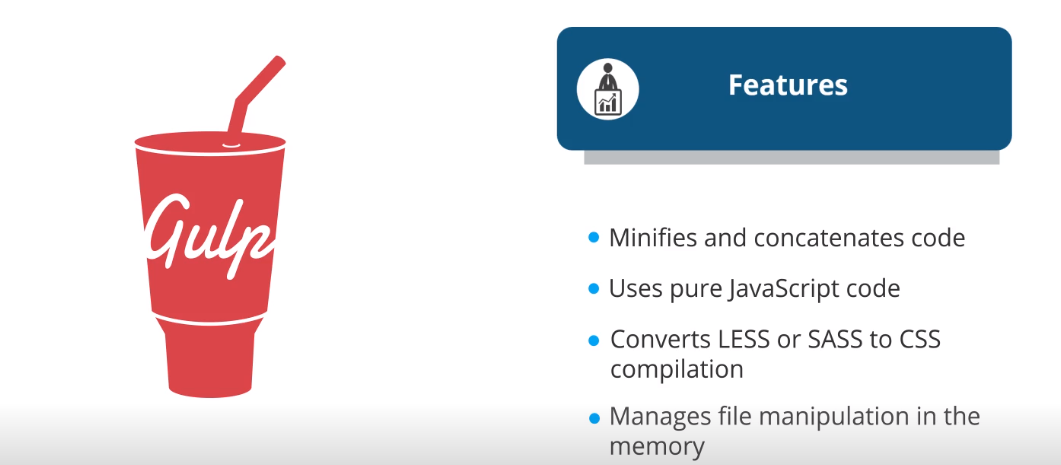 Gulp
Features
Minifies and concatenates code
Uses pure JavaScript code
Converts LESS or SASS to CSS
compilation
Manages file manipulation in the
memory